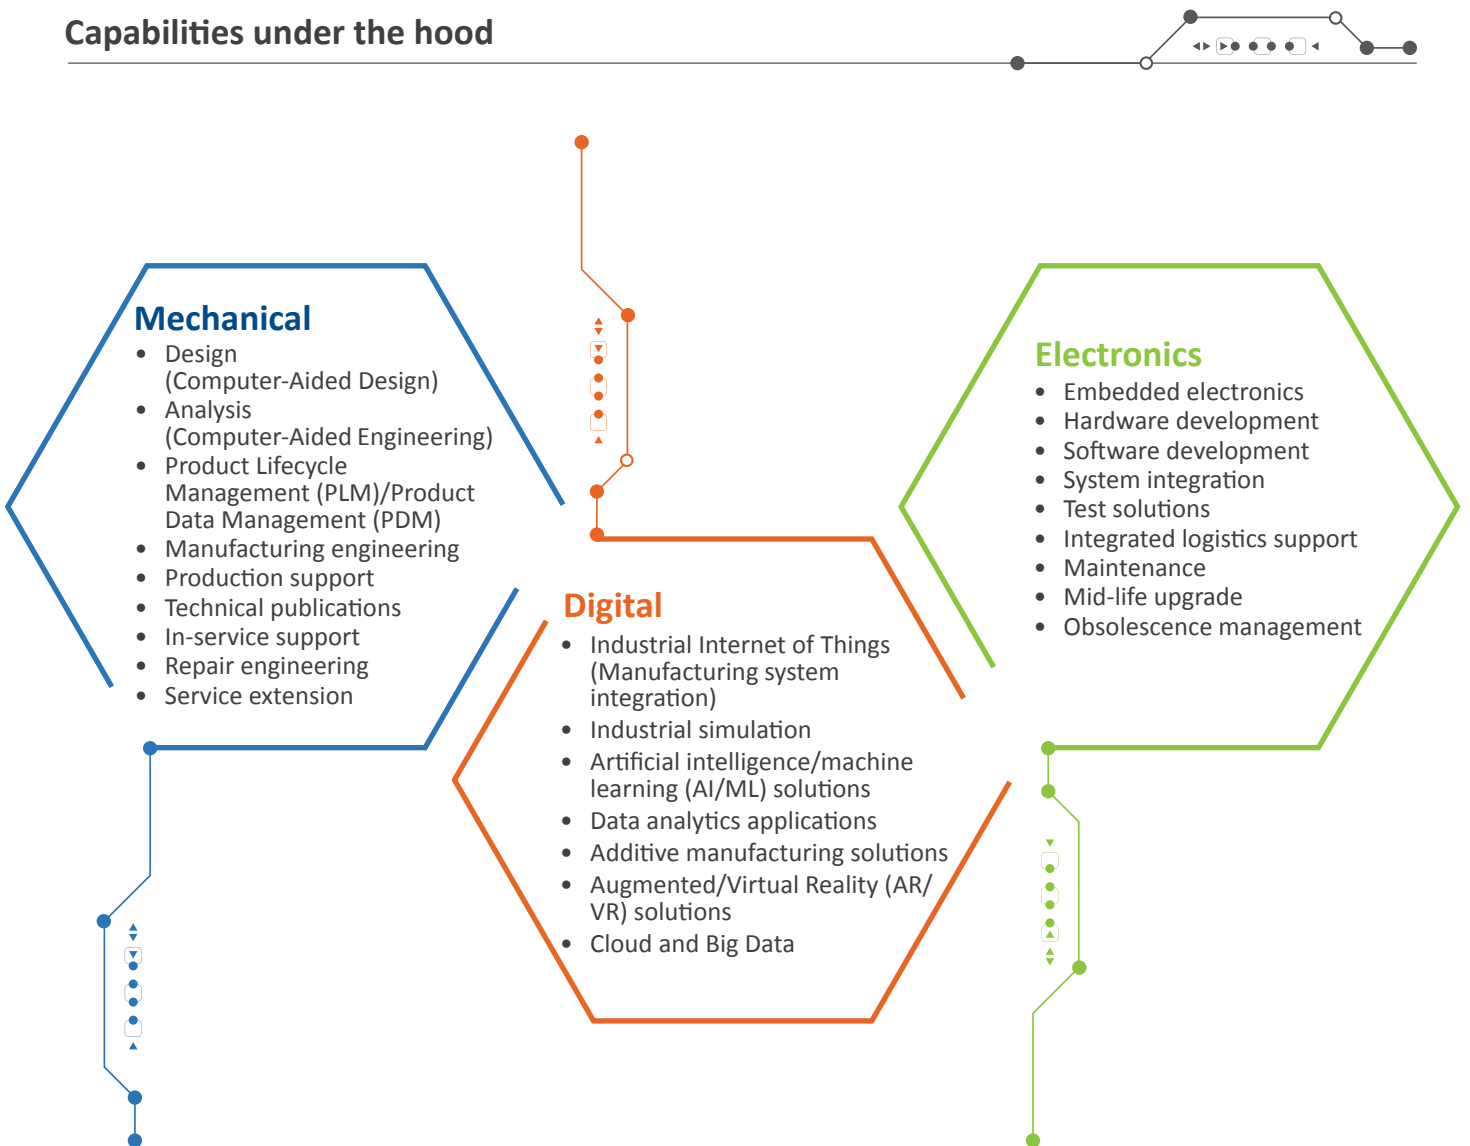 Capabilities under the hood
Mechanical
• Design
(Computer-Aided Design)
• Analysis
(Computer-Aided Engineering)
• Product Lifecycle
Management (PLM)/Product
Data Management (PDM)
• Manufacturing engineering
• Production support
• Technical publications
• In-service support
• Repair engineering
• Service extension
Digital
• Industrial Internet of Things
(Manufacturing system
integration)
• Industrial simulation
• Artificial intelligence/machine
learning (AI/ML) solutions
• Data analytics applications
• Additive manufacturing solutions
• Augmented/Virtual Reality (AR/
VR) solutions
• Cloud and Big Data
Electronics
• Embedded electronics
• Hardware development
• Software development
• System integration
• Test solutions
• Integrated logistics support
• Maintenance
• Mid-life upgrade
• Obsolescence management